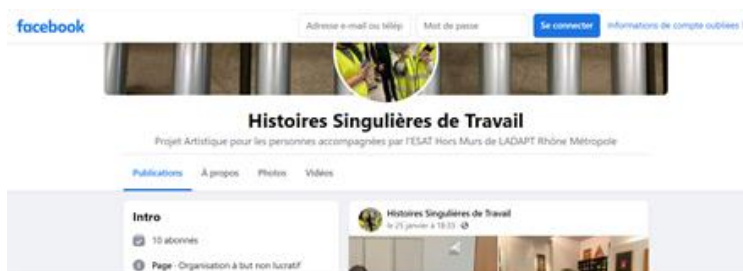 facebook
Adresse e-mail ou télép
Mot de passe
Se connecter
Informations de compte oubliées
Histoires Singulières de Travail
Projet Artistique pour les personnes accompagnées par l'ESAT Hors Murs de LADAPT Rhône Métropole
Publications À propos Photos Vidéos
Intro
10 abonnés
Page · Organisation à but non lucratif
Histoires Singulières de Travail
le 25 janvier à 18:35